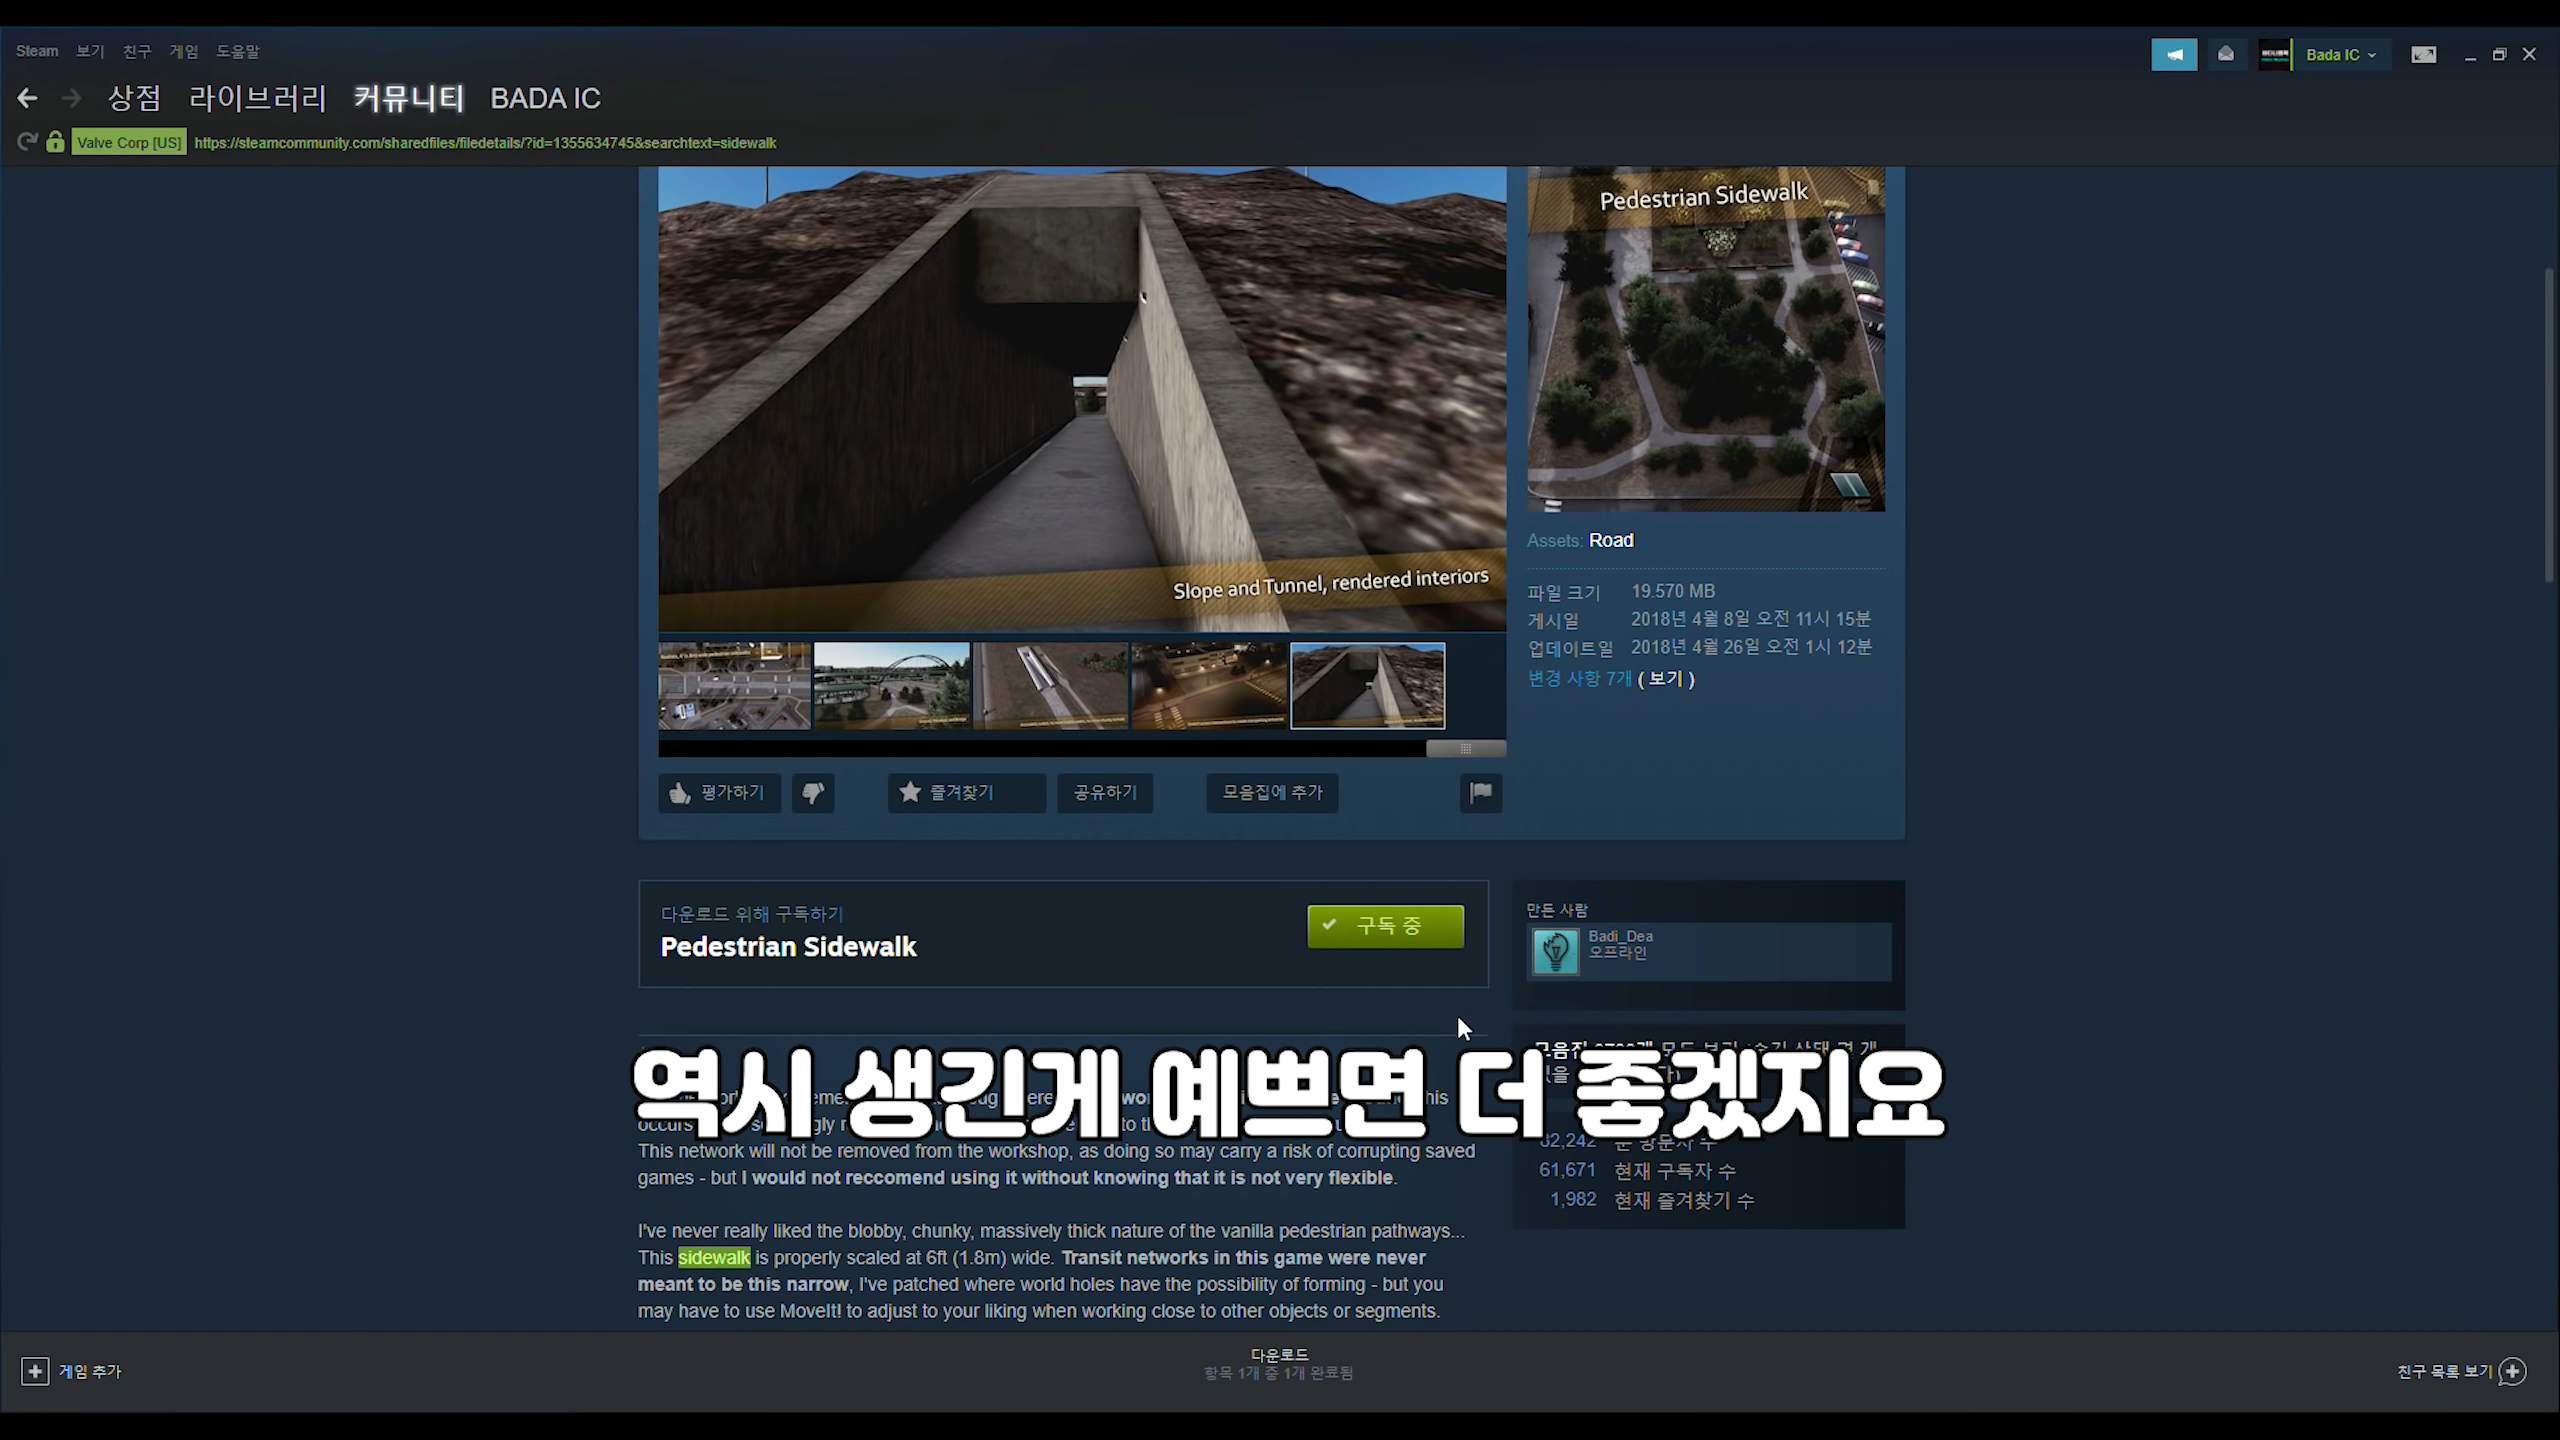 Steam 보기 친구 게임 도움말
Bada IC
상점 라이브러리 커뮤니티 BADA IC
Valve Corp [US] https://steamcommunity.com/sharedfiles/filedetails/?id=1355634745&searchtext=sidewalk
Pedestrian Sidewalk
Slope and Tunnel, rendered interiors
Assets: Road
파일 크기 19.570 MB
게시일 2018년 4월 8일 오전 11시 15분
업데이트일 2018년 4월 26일 오전 1시 12분
변경 사항 7개 ( 보기 )
평가하기 즐겨찾기 공유하기 모음집에 추가
다운로드 위해 구독하기
Pedestrian Sidewalk
구독 중
만든 사람
Badi_Dea
오프라인
역시 생긴게 예쁘면 더 좋겠지요
This network will not be removed from the workshop, as doing so may carry a risk of corrupting saved
games - but I would not reccomend using it without knowing that it is not very flexible.
I've never really liked the blobby, chunky, massively thick nature of the vanilla pedestrian pathways...
This sidewalk is properly scaled at 6ft (1.8m) wide. Transit networks in this game were never
meant to be this narrow, I've patched where world holes have the possibility of forming - but you
may have to use MoveIt! to adjust to your liking when working close to other objects or segments.
61,671 현재 구독자 수
1,982 현재 즐겨찾기 수
게임 추가
다운로드
항목 1개 중 1개 완료됨
친구 목록 보기